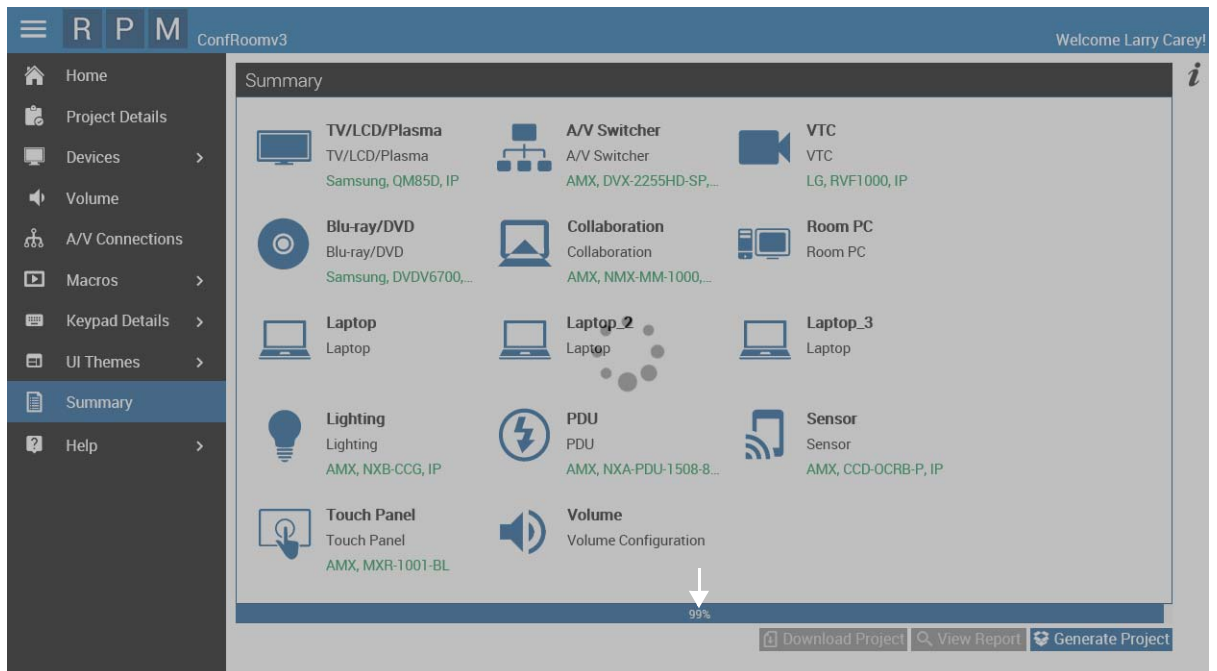 R P M ConfRoomv3
Welcome Larry Carey!
Home
Project Details
Devices
Volume
A/V Connections
Macros
Keypad Details
UI Themes
Summary
Help
Summary
i
TV/LCD/Plasma
TV/LCD/Plasma
Samsung, QM85D, IP
A/V Switcher
A/V Switcher
AMX, DVX-2255HD-SP,...
VTC
VTC
LG, RVF1000, IP
Blu-ray/DVD
Blu-ray/DVD
Samsung, DVDV6700,...
Collaboration
Collaboration
AMX, NMX-MM-1000,...
Room PC
Room PC
Laptop
Laptop
Laptop_2
Laptop
Laptop_3
Laptop
Lighting
Lighting
AMX, NXB-CCG, IP
PDU
PDU
AMX, NXA-PDU-1508-8...
Sensor
Sensor
AMX, CCD-OCRB-P, IP
Touch Panel
Touch Panel
AMX, MXR-1001-BL
Volume
Volume Configuration
99%
Download Project
View Report
Generate Project